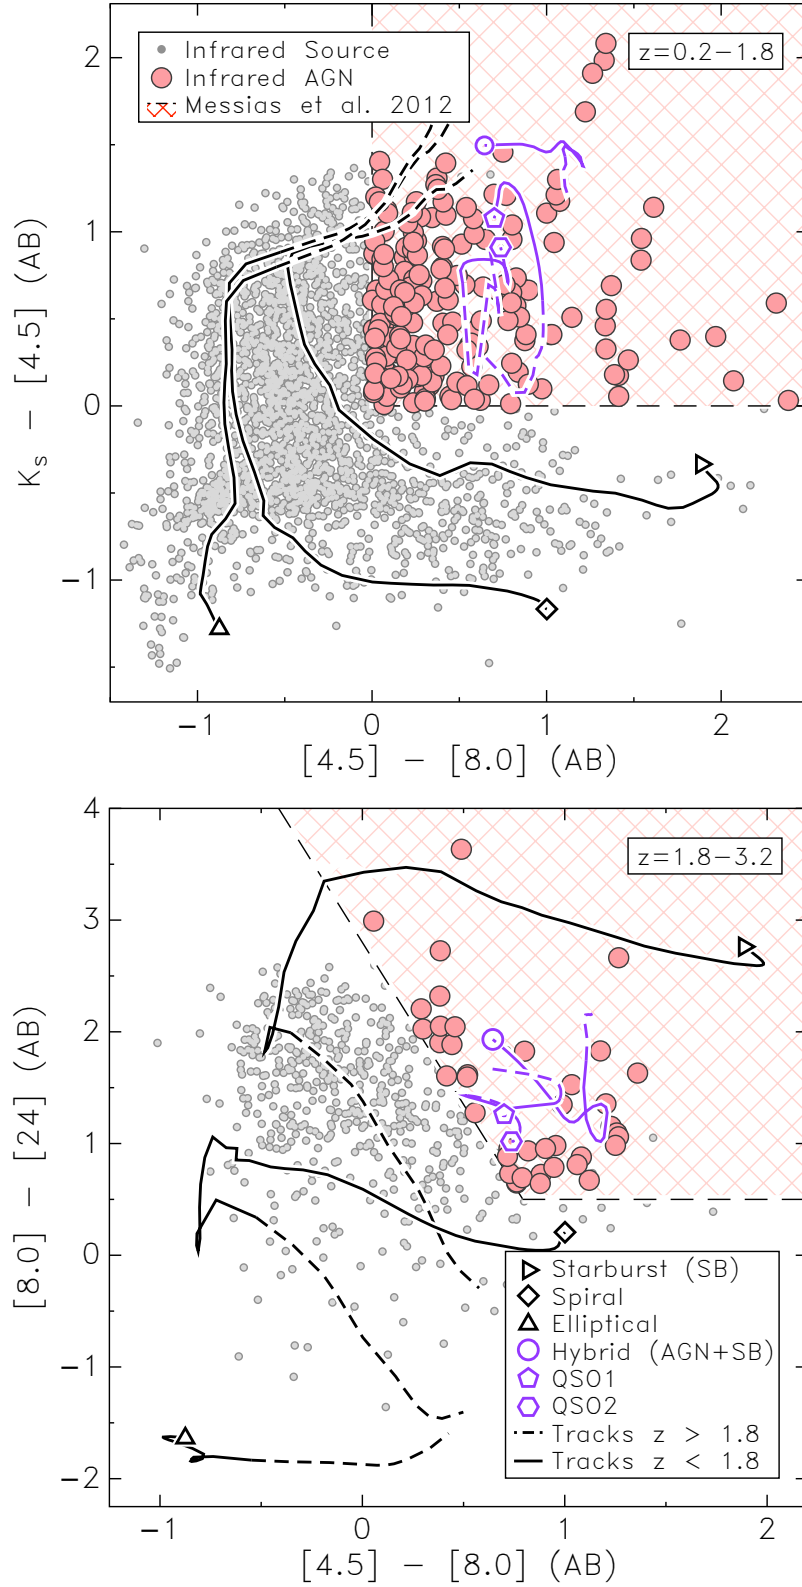 Infrared Source
Infrared AGN
Messias et al. 2012
z=0.2−1.8
2
1
0
−1
Ks − [4.5] (AB)
−1 0 1 2
[4.5] − [8.0] (AB)
z=1.8−3.2
4
3
2
1
0
−1
−2
[8.0] − [24] (AB)
Starburst (SB)
Spiral
Elliptical
Hybrid (AGN+SB)
QSO1
QSO2
Tracks z > 1.8
Tracks z < 1.8
−1 0 1 2
[4.5] − [8.0] (AB)